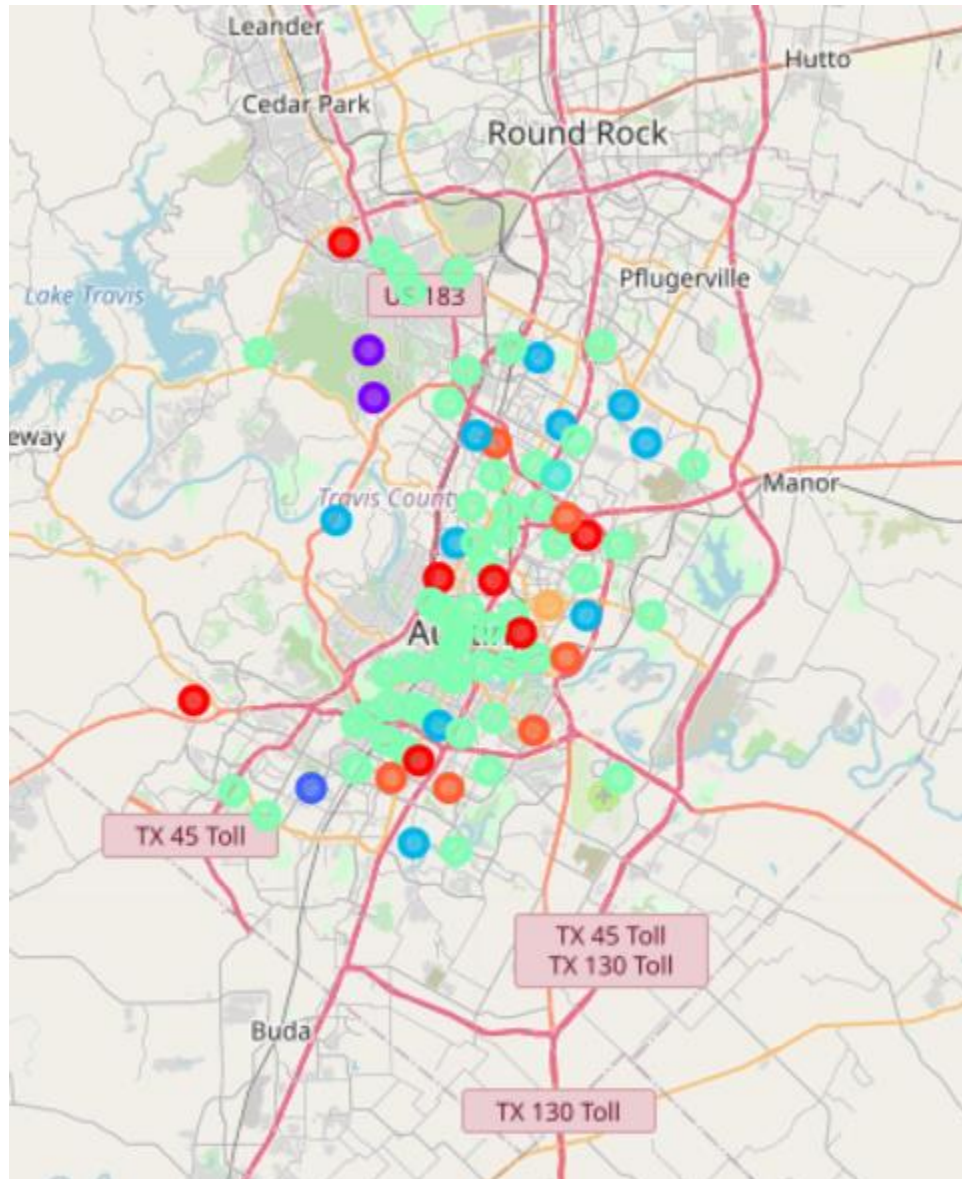 Leander
Hutto
Cedar Park
Round Rock
Pflugerville
Lake Travis
US 183
eway
Manor
Travis County
TX 45 Toll
TX 45 Toll
TX 130 Toll
Buda
TX 130 Toll